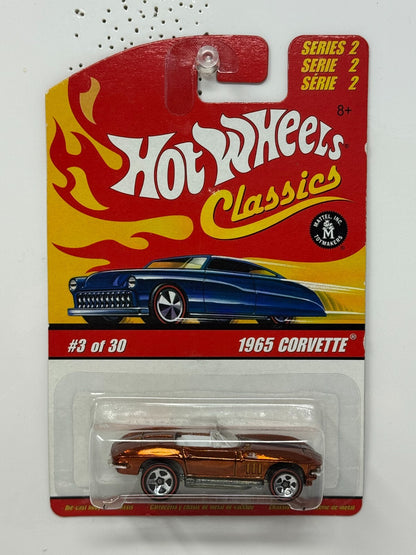 SERIES 2
SERIE 2
SÉRIE 2
8+
HOT WHEELS
Classics
MATTEL, INC.
M
TOYMAKERS
#3 of 30
1965 CORVETTE®